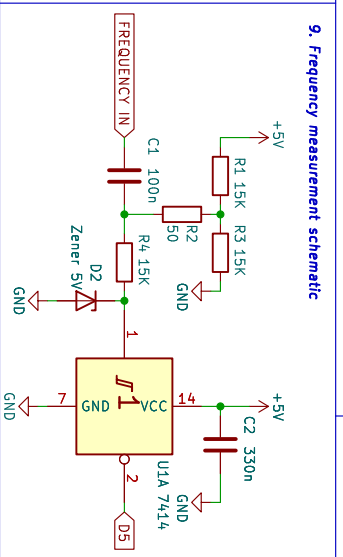 9. Frequency measurement schematic
FREQUENCY IN
C1 100n
+5V
R1 15K
R2
50
R3 15K
GND
R4 15K
D2
Zener 5V
GND
1
7
GND
GND
1
VCC
14
+5V
C2 330n
GND
U1A 7414
2
D5